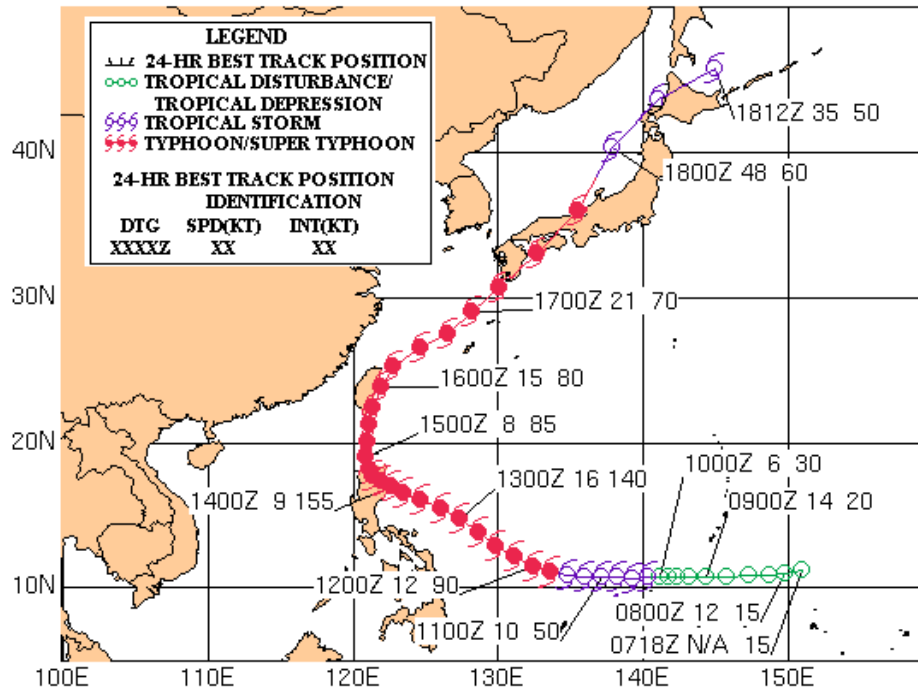 LEGEND
24-HR BEST TRACK POSITION
TROPICAL DISTURBANCE/
TROPICAL DEPRESSION
TROPICAL STORM
TYPHOON/SUPER TYPHOON
24-HR BEST TRACK POSITION
IDENTIFICATION
DTG SPD(KT) INT(KT)
XXXXZ XX XX
1812Z 35 50
40N
1800Z 48 60
30N
1700Z 21 70
1600Z 15 80
20N
1500Z 8 85
1300Z 16 140
1000Z 6 30
1400Z 9 155
0900Z 14 20
10N
1200Z 12 90
0800Z 12 15
1100Z 10 50
0718Z N/A 15
100E 110E 120E 130E 140E 150E